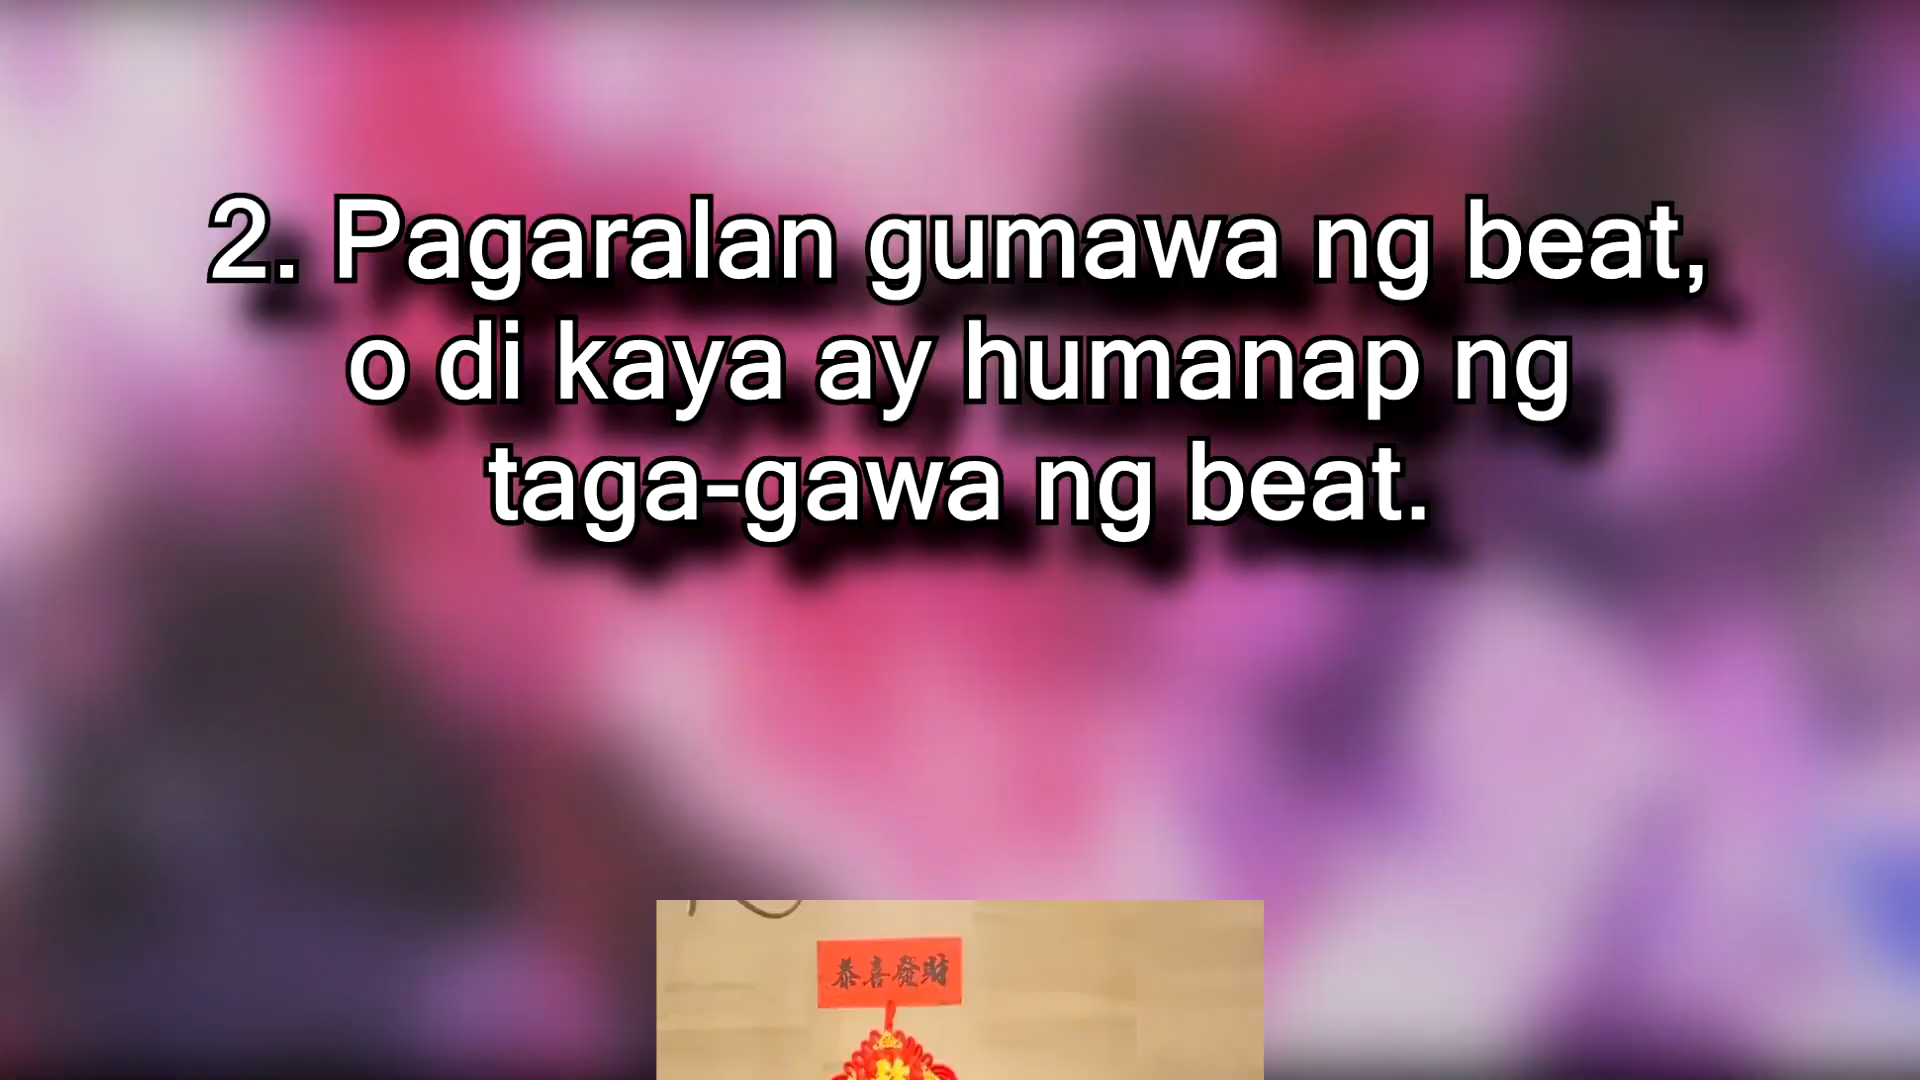 2. Pagaralan gumawa ng beat,
o di kaya ay humanap ng
taga-gawa ng beat.
恭喜發財